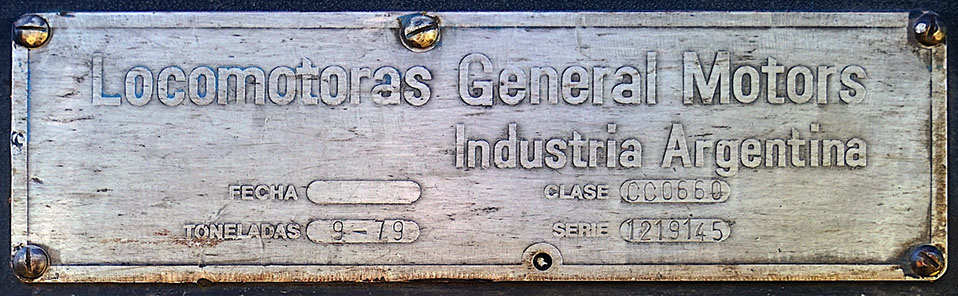 Locomotoras General Motors
Industria Argentina
FECHA CLASE CC0660
TONELADAS 9-79 SERIE 1219145